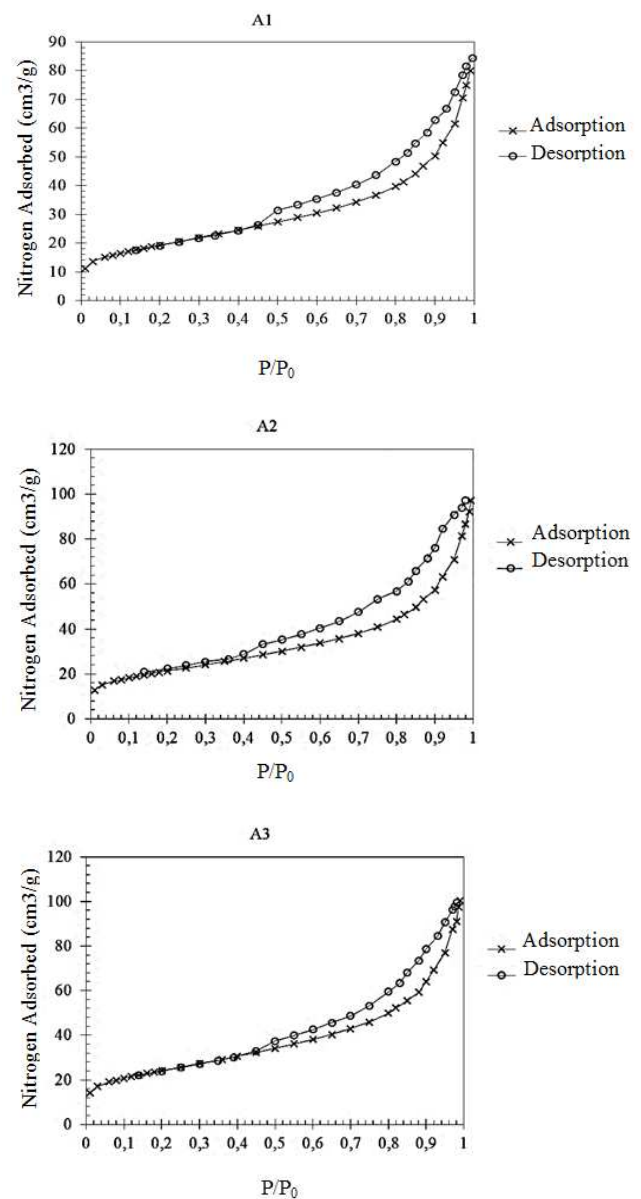 A1
Nitrogen Adsorbed (cm3/g)
90
80
70
60
50
40
30
20
10
0
0 0,1 0,2 0,3 0,4 0,5 0,6 0,7 0,8 0,9 1
P/P₀
Adsorption
Desorption
A2
Nitrogen Adsorbed (cm3/g)
120
100
80
60
40
20
0
0 0,1 0,2 0,3 0,4 0,5 0,6 0,7 0,8 0,9 1
P/P₀
Adsorption
Desorption
A3
Nitrogen Adsorbed (cm3/g)
120
100
80
60
40
20
0
0 0,1 0,2 0,3 0,4 0,5 0,6 0,7 0,8 0,9 1
P/P₀
Adsorption
Desorption